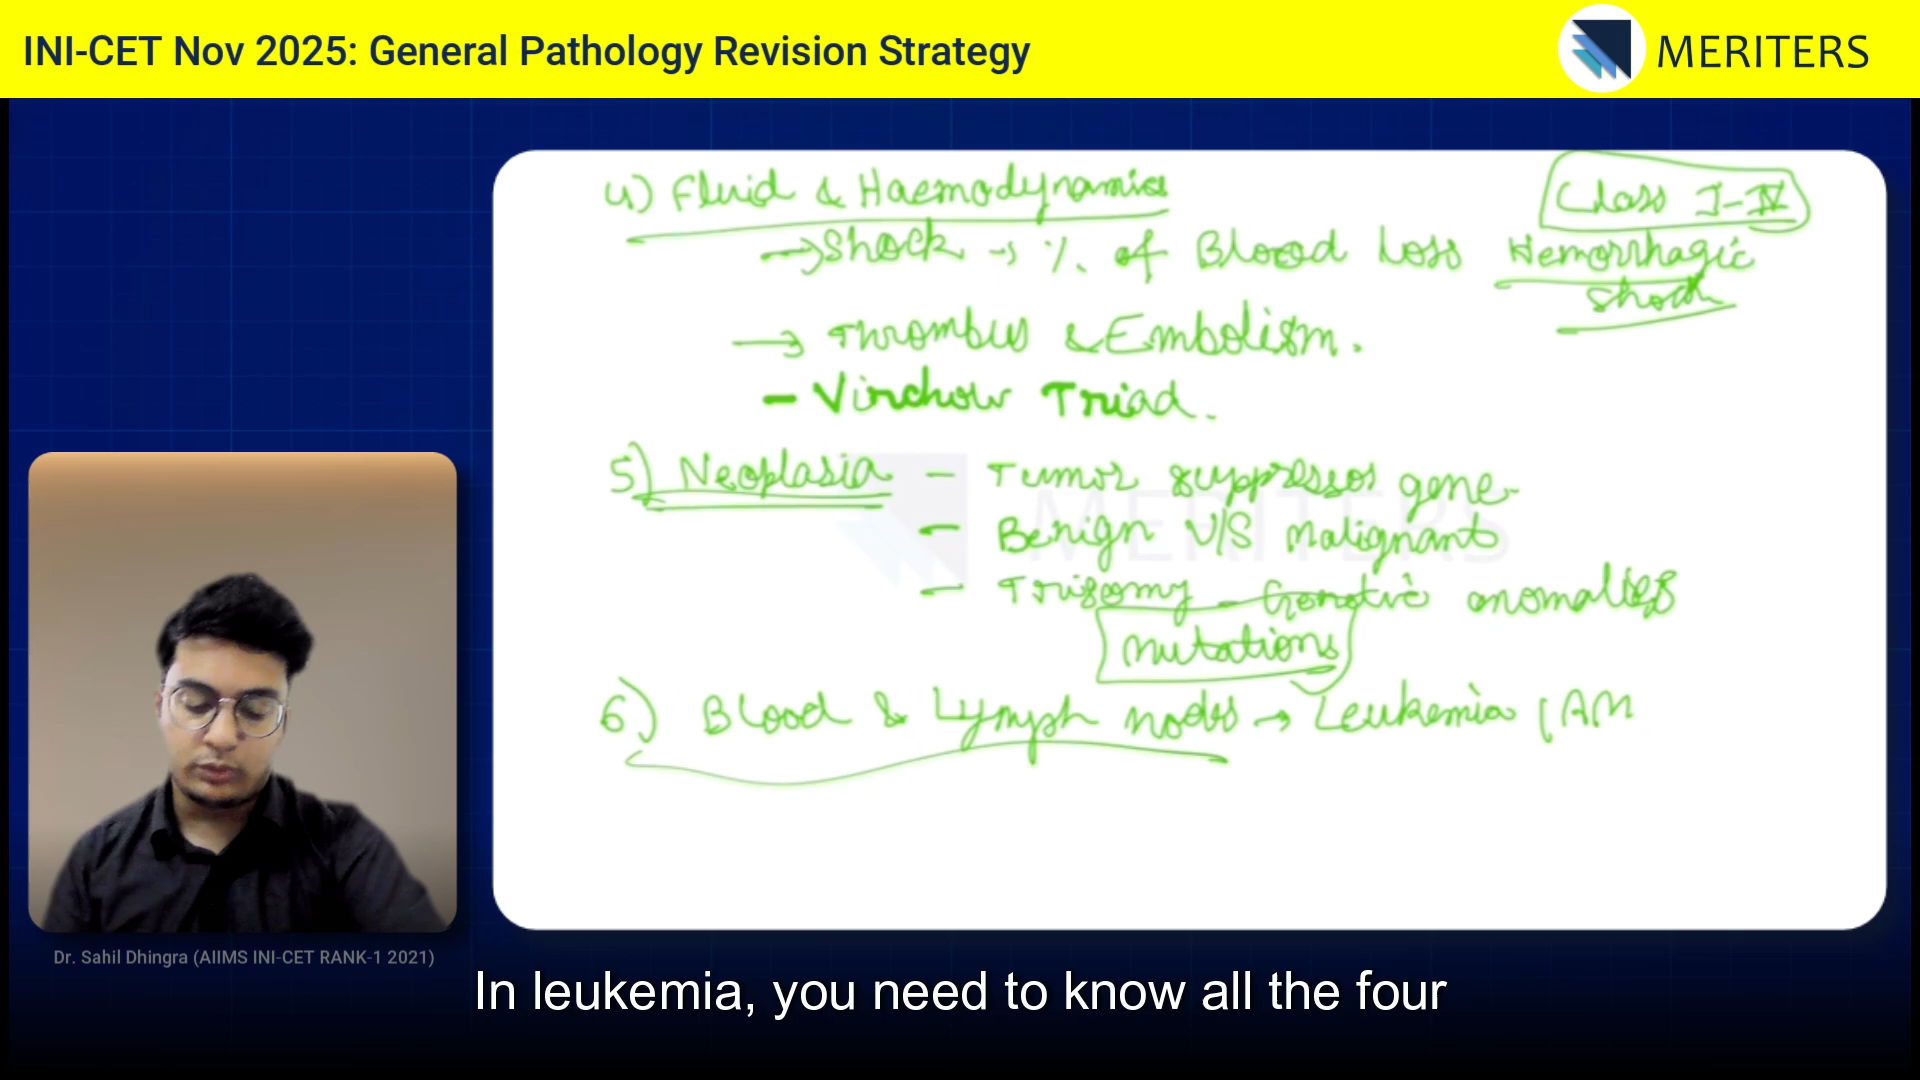 INI-CET Nov 2025: General Pathology Revision Strategy
MERITERS
4) Fluid & Haemodynamics
Class I-IV
→ Shock → % of Blood Loss Hemorrhagic
Shock
→ Thrombus & Embolism.
- Virchow Triad.
5) Neoplasia - Tumor suppressor gene
- Benign V/S Malignant
- Trisomy - Genetic anomalies
mutations
6) Blood & Lymph nodes → Leukemia (AM
MERITERS
Dr. Sahil Dhingra (AIIMS INI-CET RANK-1 2021)
In leukemia, you need to know all the four